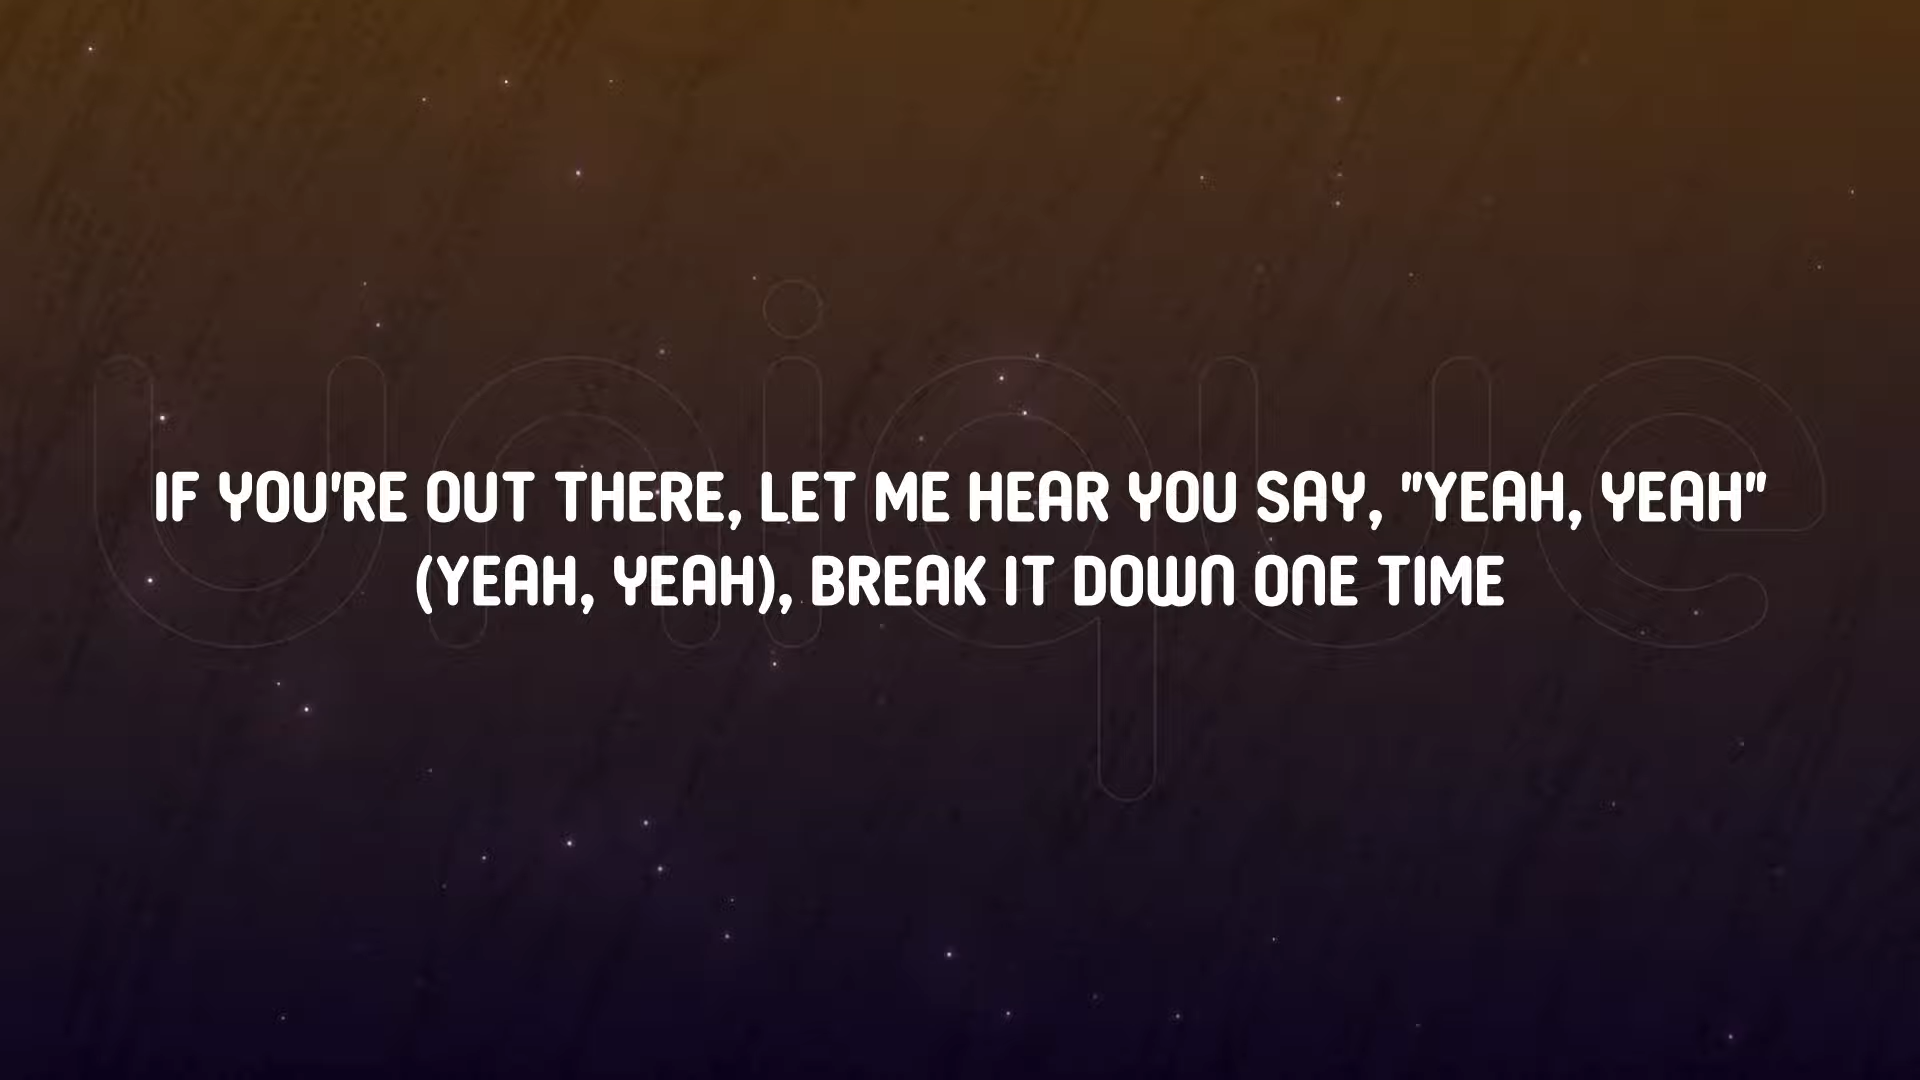 unique
IF YOU'RE OUT THERE, LET ME HEAR YOU SAY, "YEAH, YEAH"
(YEAH, YEAH), BREAK IT DOWN ONE TIME